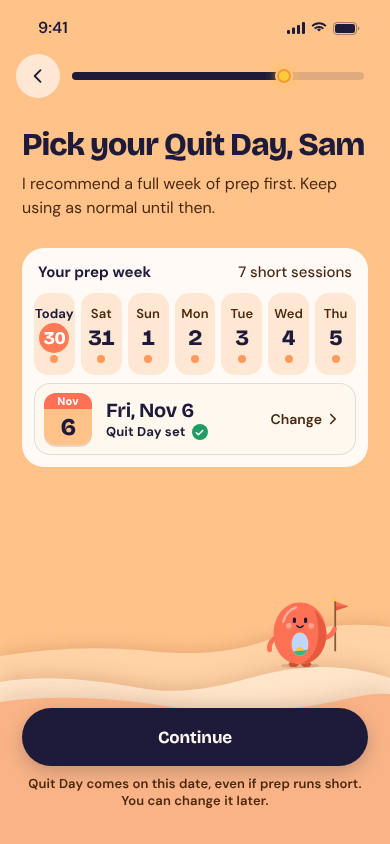 9:41
Pick your Quit Day, Sam
I recommend a full week of prep first. Keep
using as normal until then.
Your prep week 7 short sessions
Today Sat Sun Mon Tue Wed Thu
30 31 1 2 3 4 5
Nov
6
Fri, Nov 6
Quit Day set
Change
Continue
Quit Day comes on this date, even if prep runs short.
You can change it later.